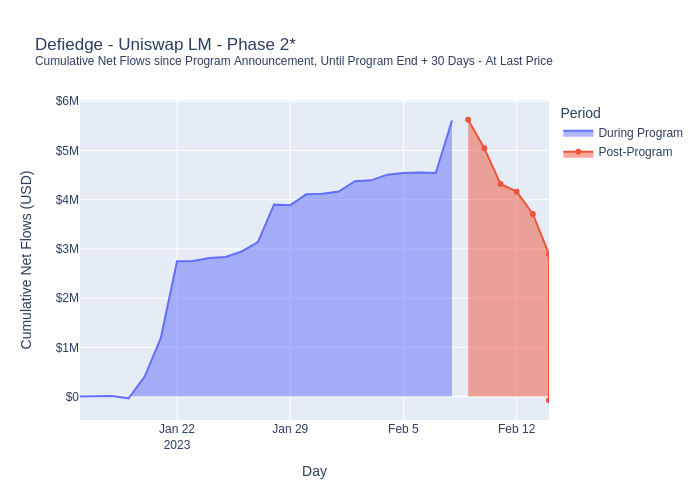 Defiedge - Uniswap LM - Phase 2*
Cumulative Net Flows since Program Announcement, Until Program End + 30 Days - At Last Price
Period
During Program
Post-Program
Cumulative Net Flows (USD)
$6M
$5M
$4M
$3M
$2M
$1M
$0
Jan 22
2023
Jan 29
Feb 5
Feb 12
Day